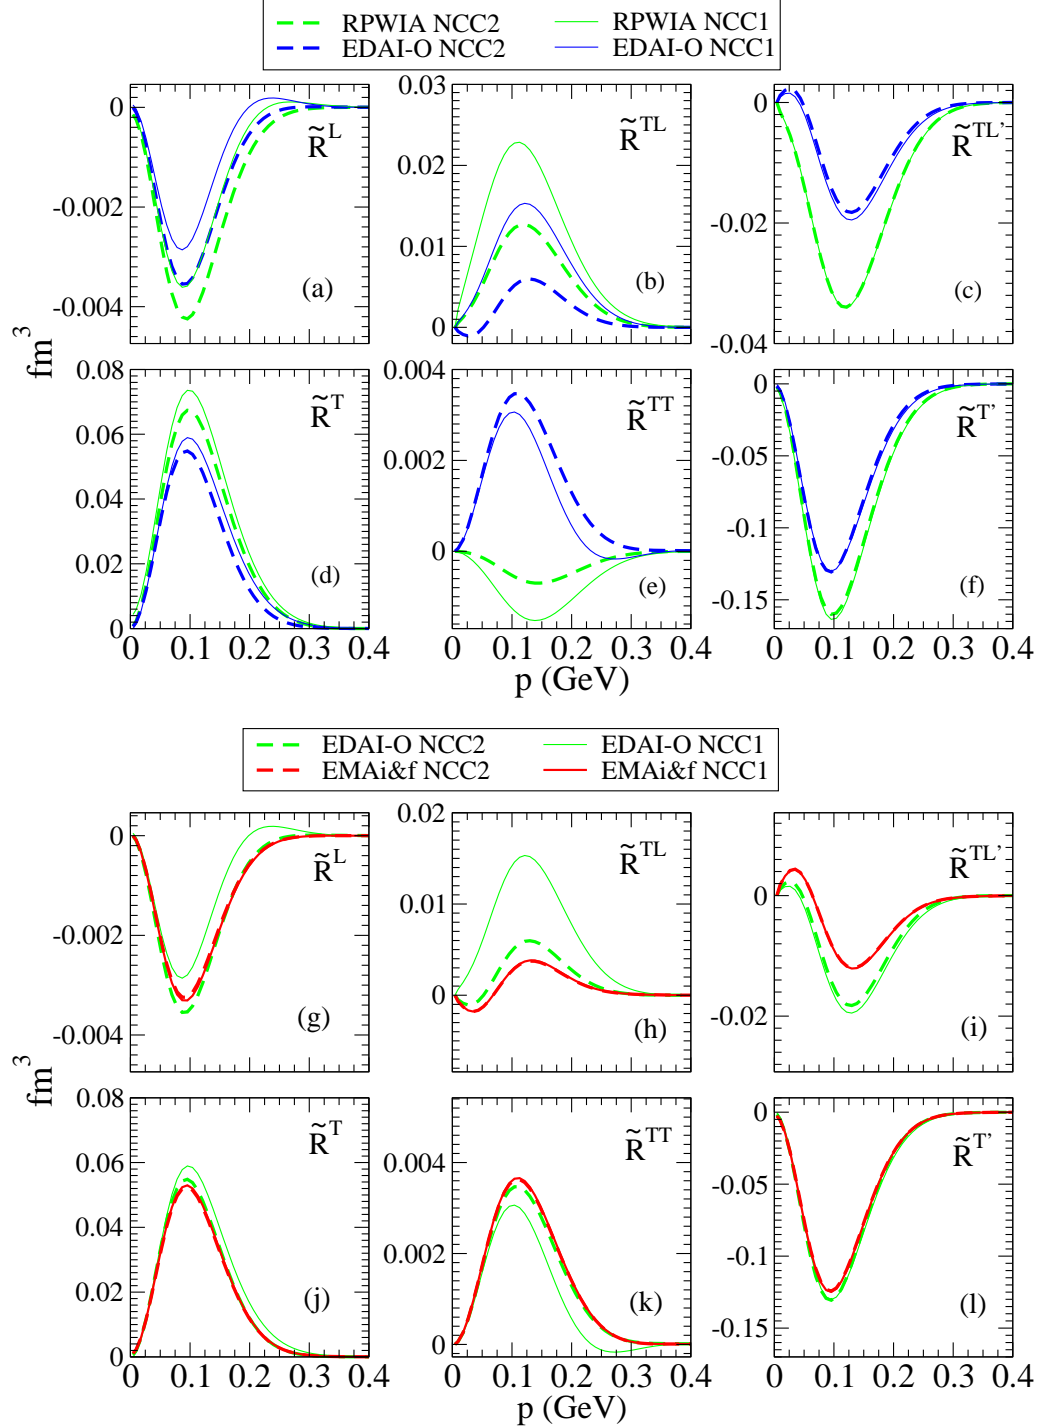 RPWIA NCC2 RPWIA NCC1
EDAI-O NCC2 EDAI-O NCC1
0 -0.002 -0.004 R̃^L (a)
0.03 0.02 0.01 0 R̃^TL (b)
0 -0.02 -0.04 R̃^TL' (c)
fm^3
0.08 0.06 0.04 0.02 0 R̃^T (d)
0.004 0.002 0 R̃^TT (e)
0 -0.05 -0.1 -0.15 R̃^T' (f)
0 0.1 0.2 0.3 0.4 0 0.1 0.2 0.3 0.4 0 0.1 0.2 0.3 0.4
p (GeV)
EDAI-O NCC2 EDAI-O NCC1
EMAi&f NCC2 EMAi&f NCC1
0 -0.002 -0.004 R̃^L (g)
0.02 0.01 0 R̃^TL (h)
0 -0.02 R̃^TL' (i)
fm^3
0.08 0.06 0.04 0.02 0 R̃^T (j)
0.004 0.002 0 R̃^TT (k)
0 -0.05 -0.1 -0.15 R̃^T' (l)
0 0.1 0.2 0.3 0.4 0 0.1 0.2 0.3 0.4 0 0.1 0.2 0.3 0.4
p (GeV)